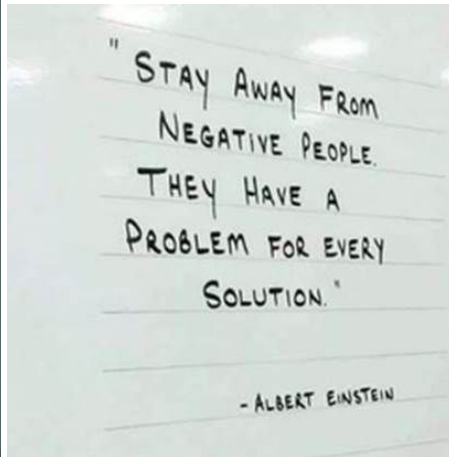 " STAY AWAY FROM
NEGATIVE PEOPLE.
THEY HAVE A
PROBLEM FOR EVERY
SOLUTION."
- ALBERT EINSTEIN